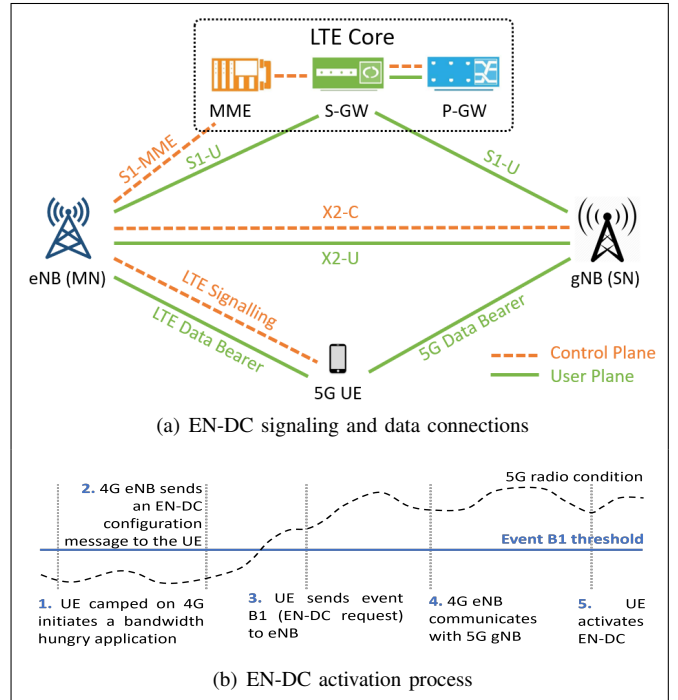 LTE Core
MME
S-GW
P-GW
S1-MME
S1-U
S1-U
X2-C
X2-U
eNB (MN)
gNB (SN)
LTE Signalling
LTE Data Bearer
5G Data Bearer
5G UE
Control Plane
User Plane
(a) EN-DC signaling and data connections
5G radio condition
2. 4G eNB sends
an EN-DC
configuration
message to the UE
Event B1 threshold
1. UE camped on 4G
initiates a bandwidth
hungry application
3. UE sends event
B1 (EN-DC request)
to eNB
4. 4G eNB
communicates
with 5G gNB
5. UE
activates
EN-DC
(b) EN-DC activation process